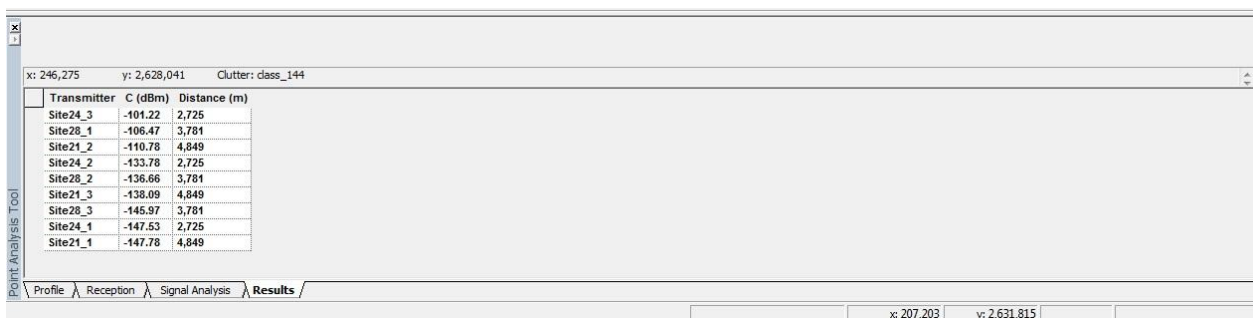 x: 246,275 y: 2,628,041 Clutter: class_144
Transmitter C (dBm) Distance (m)
Site24_3 -101.22 2,725
Site28_1 -106.47 3,781
Site21_2 -110.78 4,849
Site24_2 -133.78 2,725
Site28_2 -136.66 3,781
Site21_3 -138.09 4,849
Site28_3 -145.97 3,781
Site24_1 -147.53 2,725
Site21_1 -147.78 4,849
Point Analysis Tool
Profile Reception Signal Analysis Results
x: 207,203 y: 2,631,815